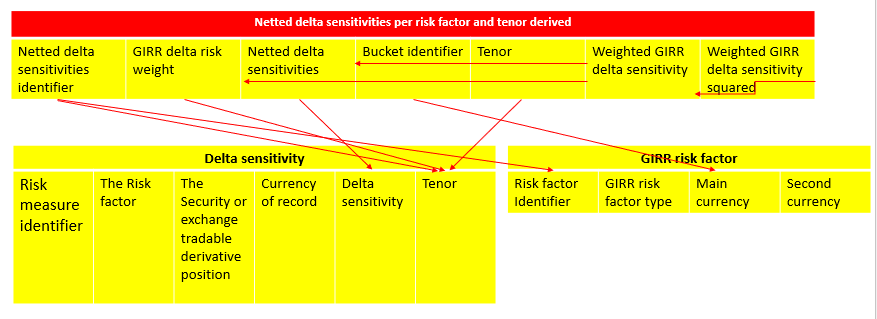 Netted delta sensitivities per risk factor and tenor derived
Netted delta
sensitivities
identifier
GIRR delta risk
weight
Netted delta
sensitivities
Bucket identifier
Tenor
Weighted GIRR
delta sensitivity
Weighted GIRR
delta sensitivity
squared
Delta sensitivity
Risk
measure
identifier
The Risk
factor
The
Security or
exchange
tradable
derivative
position
Currency
of record
Delta
sensitivity
Tenor
GIRR risk factor
Risk factor
Identifier
GIRR risk
factor type
Main
currency
Second
currency